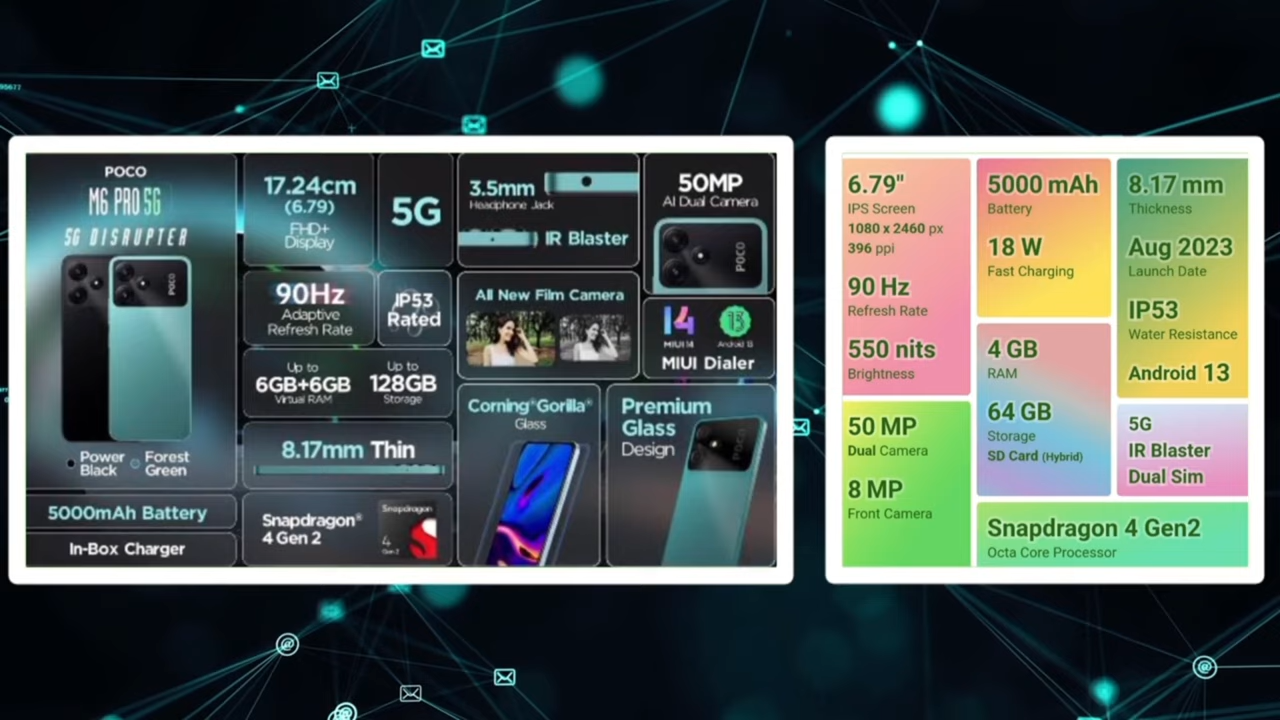 POCO
M6 PRO 5G
5G DISRUPTER
POCO
Power
Black
Forest
Green
5000mAh Battery
In-Box Charger
17.24cm
(6.79)
FHD+
Display
5G
90Hz
Adaptive
Refresh Rate
IP53
Rated
Up to
6GB+6GB
Virtual RAM
Up to
128GB
Storage
8.17mm Thin
Snapdragon®
4 Gen 2
Snapdragon
4
Gen 2
3.5mm
Headphone Jack
IR Blaster
All New Film Camera
Corning®Gorilla®
Glass
50MP
AI Dual Camera
POCO
MIUI 14
Android 13
MIUI Dialer
Premium
Glass
Design
POCO
6.79"
IPS Screen
1080 x 2460 px
396 ppi
90 Hz
Refresh Rate
550 nits
Brightness
50 MP
Dual Camera
8 MP
Front Camera
5000 mAh
Battery
18 W
Fast Charging
4 GB
RAM
64 GB
Storage
SD Card (Hybrid)
8.17 mm
Thickness
Aug 2023
Launch Date
IP53
Water Resistance
Android 13
5G
IR Blaster
Dual Sim
Snapdragon 4 Gen2
Octa Core Processor